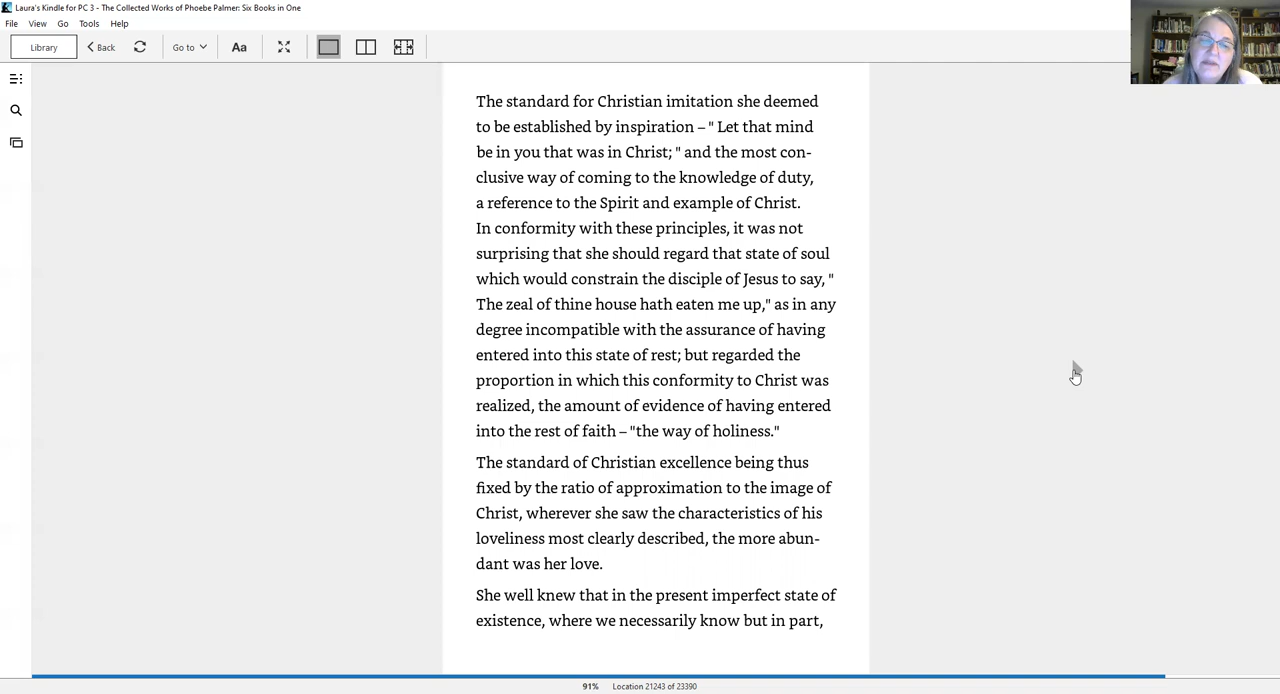 Laura's Kindle for PC 3 - The Collected Works of Phoebe Palmer: Six Books in One
File View Go Tools Help
Library Back Go to Aa
The standard for Christian imitation she deemed
to be established by inspiration – " Let that mind
be in you that was in Christ; " and the most con-
clusive way of coming to the knowledge of duty,
a reference to the Spirit and example of Christ.
In conformity with these principles, it was not
surprising that she should regard that state of soul
which would constrain the disciple of Jesus to say, "
The zeal of thine house hath eaten me up," as in any
degree incompatible with the assurance of having
entered into this state of rest; but regarded the
proportion in which this conformity to Christ was
realized, the amount of evidence of having entered
into the rest of faith – "the way of holiness."
The standard of Christian excellence being thus
fixed by the ratio of approximation to the image of
Christ, wherever she saw the characteristics of his
loveliness most clearly described, the more abun-
dant was her love.
She well knew that in the present imperfect state of
existence, where we necessarily know but in part,
91% Location 21243 of 23390